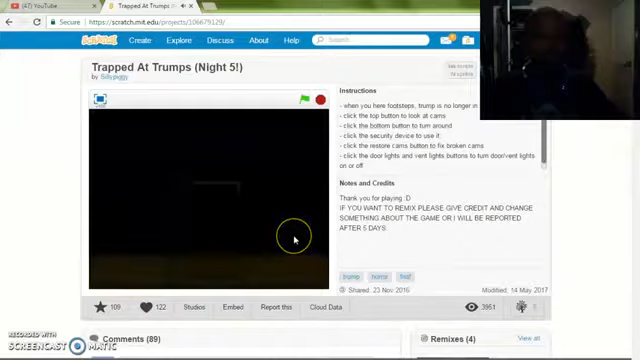 (47) YouTube
Trapped At Trumps (N
Secure
https://scratch.mit.edu/projects/106679129/
SCRATCH
Create
Explore
Discuss
About
Help
Search
Trapped At Trumps (Night 5!)
by Sillypiggy
Instructions
- when you here footsteps, trump is no longer in
- click the top button to look at cams
- click the bottom button to turn around
- click the security device to use it
- click the restore cams button to fix broken cams
- click the door lights and vent lights buttons to turn door/vent lights
on or off
Notes and Credits
Thank you for playing :D
IF YOU WANT TO REMIX PLEASE GIVE CREDIT AND CHANGE
SOMETHING ABOUT THE GAME OR I WILL BE REPORTED
AFTER 5 DAYS.
trump
horror
fnaf
Shared: 23 Nov 2016
Modified: 14 May 2017
109
122
Studios
Embed
Report this
Cloud Data
3951
Comments (89)
Remixes (4)
View all
RECORDED WITH
SCREENCAST MATIC